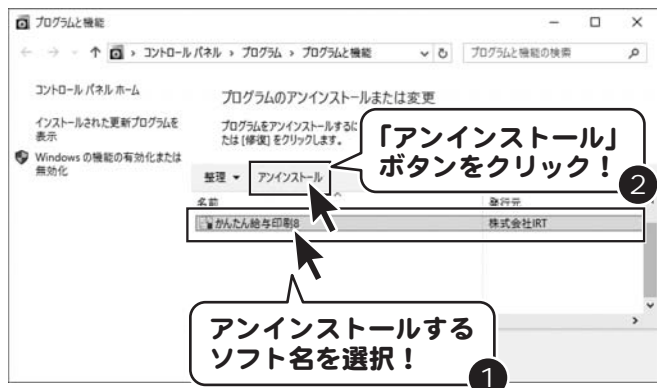 プログラムと機能
コントロール パネル › プログラム › プログラムと機能
プログラムと機能の検索
コントロール パネル ホーム
インストールされた更新プログラムを
表示
Windows の機能の有効化または
無効化
プログラムのアンインストールまたは変更
プログラムをアンインストールするに
たは [修復] をクリックします。
「アンインストール」
ボタンをクリック！
2
整理 アンインストール
名前 発行元
かんたん給与印刷8 株式会社IRT
アンインストールする
ソフト名を選択！
1